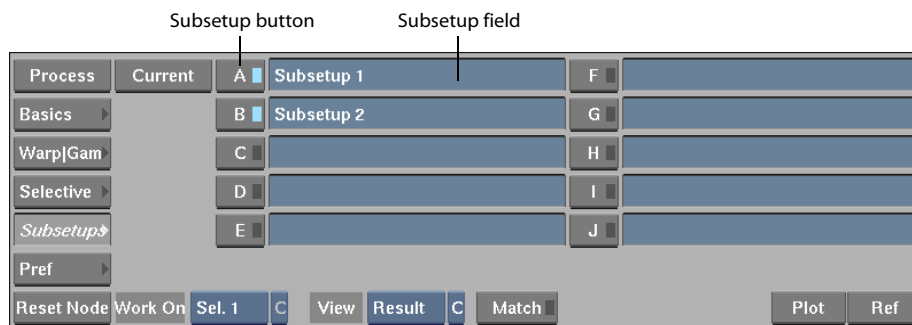 Subsetup button Subsetup field
Process Current A Subsetup 1 F
Basics B Subsetup 2 G
Warp|Gam C H
Selective D I
Subsetups E J
Pref
Reset Node Work On Sel. 1 C View Result C Match Plot Ref